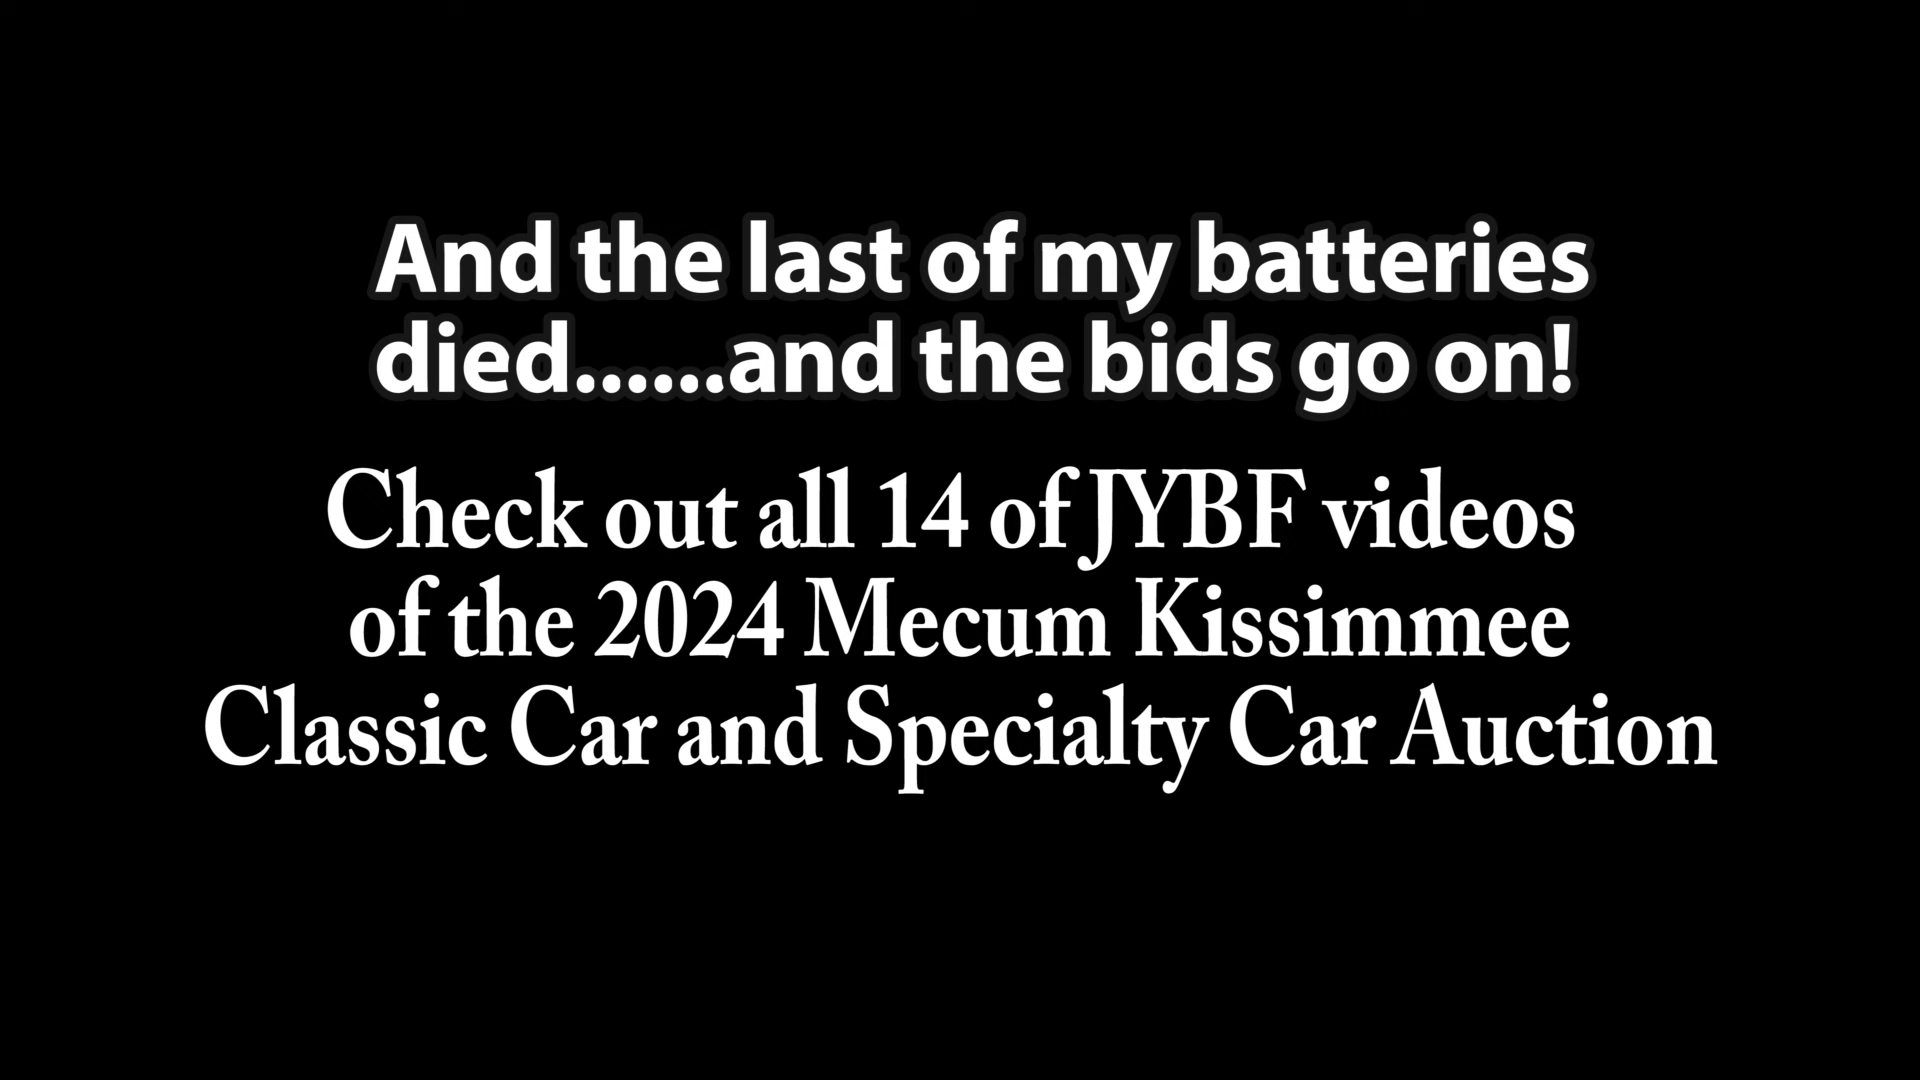 And the last of my batteries
died......and the bids go on!
Check out all 14 of JYBF videos
of the 2024 Mecum Kissimmee
Classic Car and Specialty Car Auction